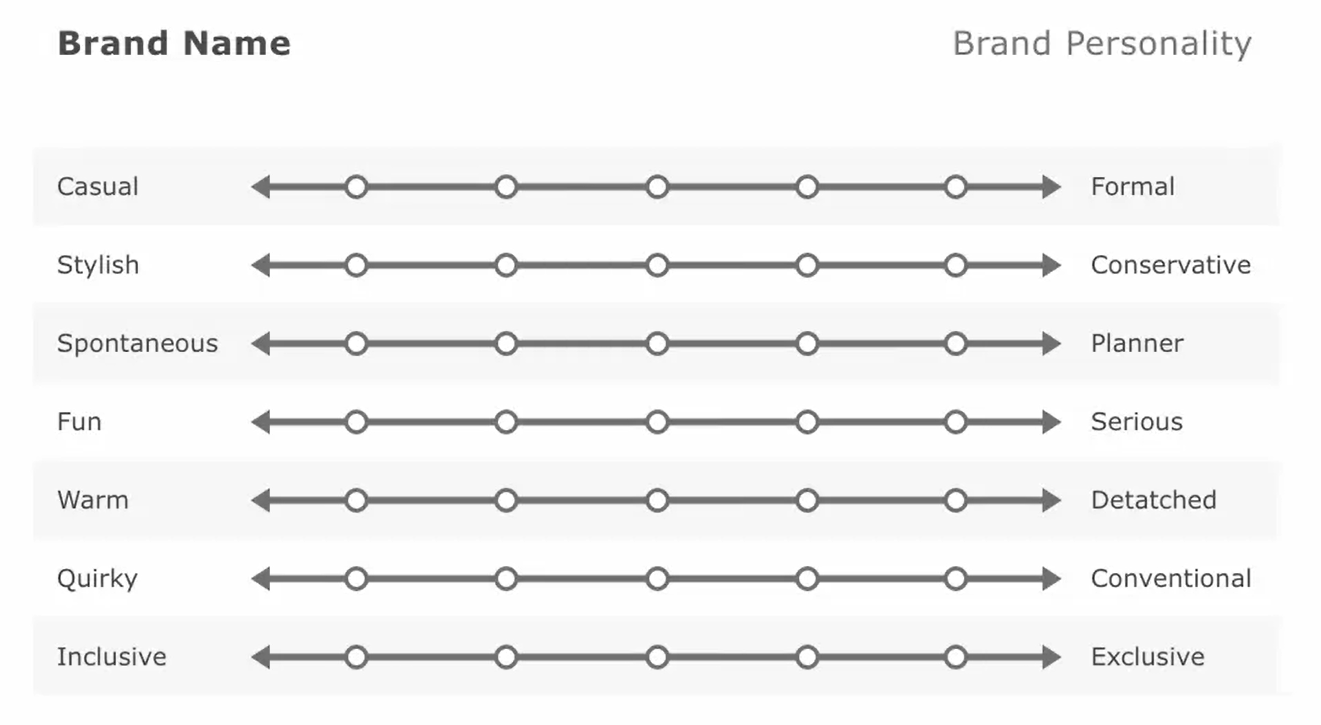 Brand Name
Brand Personality
Casual Formal
Stylish Conservative
Spontaneous Planner
Fun Serious
Warm Detatched
Quirky Conventional
Inclusive Exclusive